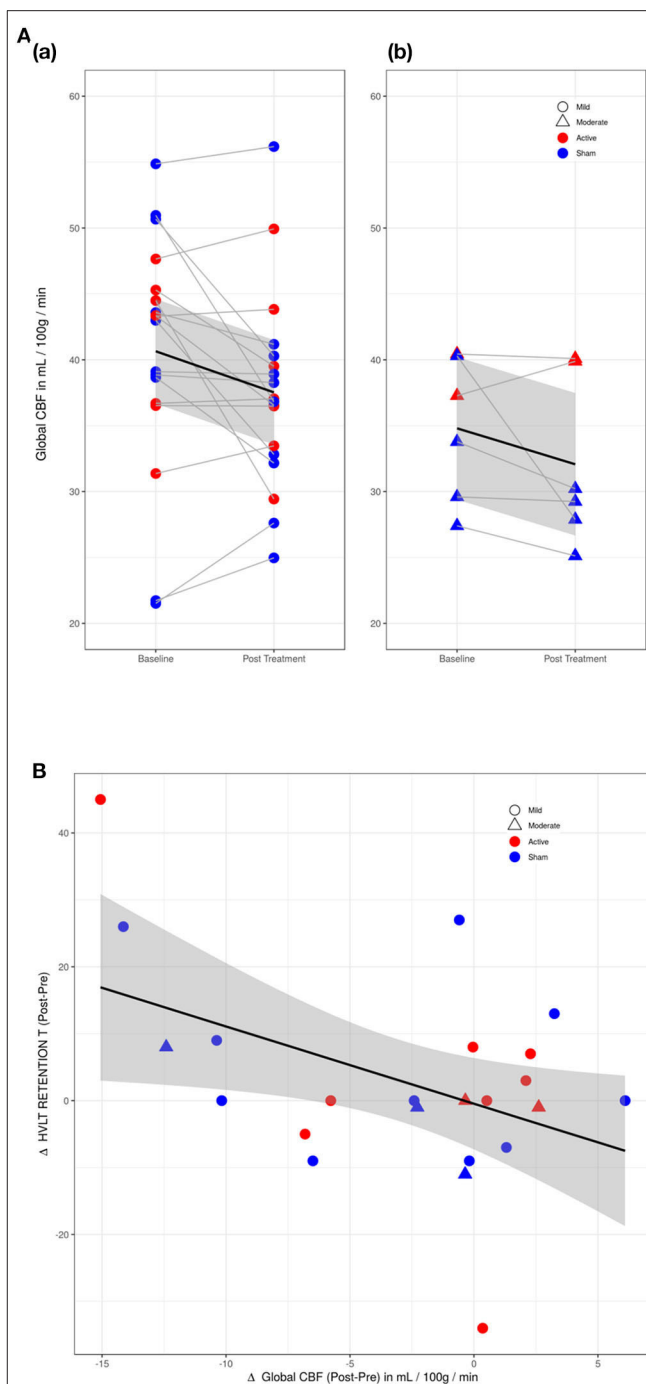 A
(a)
(b)
60
50
40
30
20
Global CBF in mL / 100g / min
Baseline
Post Treatment
60
50
40
30
20
Mild
Moderate
Active
Sham
Baseline
Post Treatment
B
40
20
0
-20
Δ HVLT RETENTION T (Post-Pre)
Mild
Moderate
Active
Sham
-15
-10
-5
0
5
Δ Global CBF (Post-Pre) in mL / 100g / min